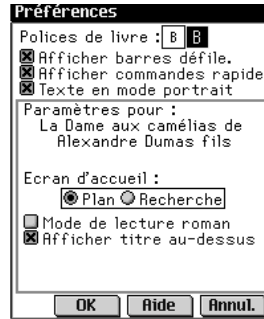 Préférences
Polices de livre : B B
Afficher barres défile.
Afficher commandes rapide
Texte en mode portrait
Paramètres pour :
La Dame aux camélias de
Alexandre Dumas fils
Ecran d'accueil :
Plan Recherche
Mode de lecture roman
Afficher titre au-dessus
OK Aide Annul.